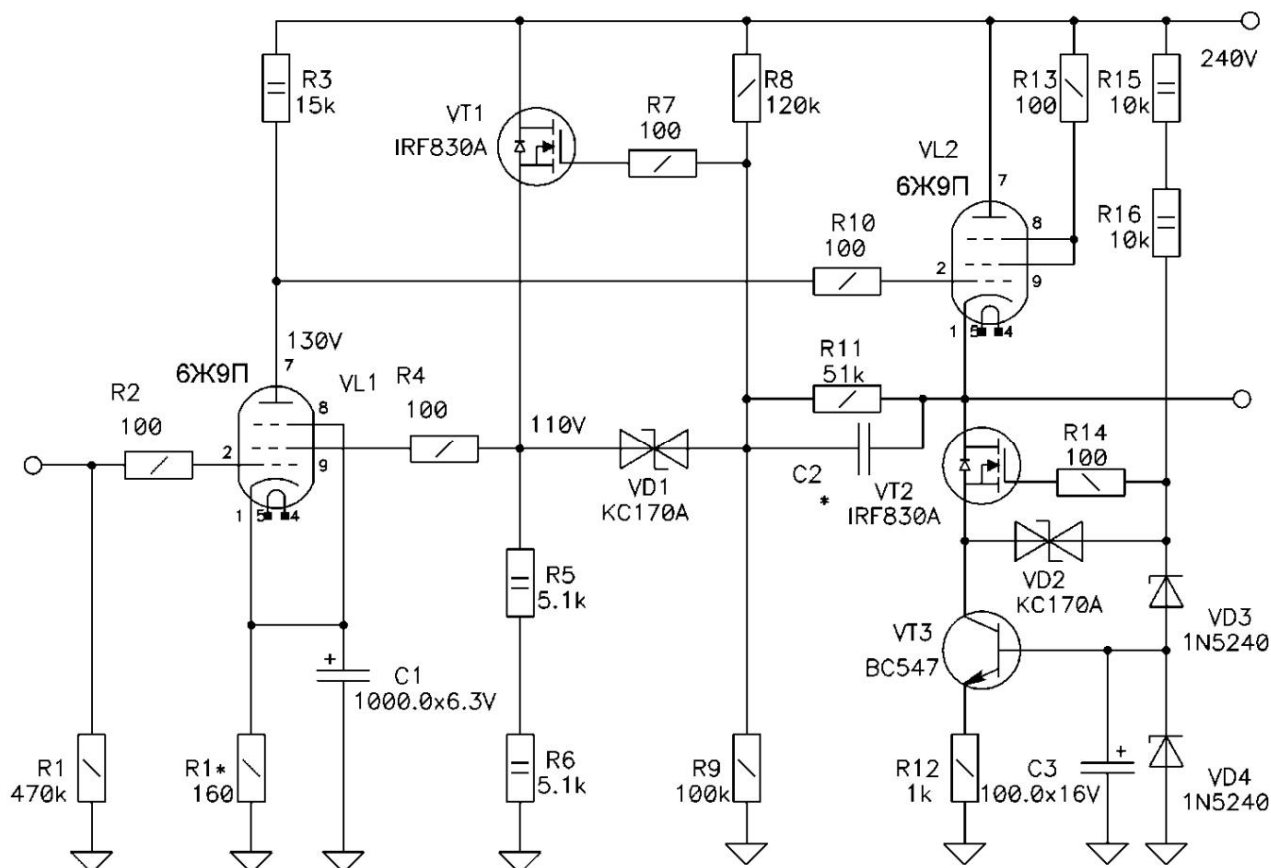 R3
15k
VT1
IRF830A
R7
100
R8
120k
VL2
6Ж9П
7
8
2
9
1
5
4
R13
100
R15
10k
240V
R16
10k
R10
100
130V
7
6Ж9П
VL1
R2
100
8
2
9
1
5
4
R4
100
110V
VD1
KC170A
R11
51k
C2
*
VT2
IRF830A
R14
100
VD2
KC170A
VD3
1N5240
VT3
BC547
R5
5.1k
+
C1
1000.0x6.3V
R1
470k
R1*
160
R6
5.1k
R9
100k
R12
1k
C3
100.0x16V
+
VD4
1N5240